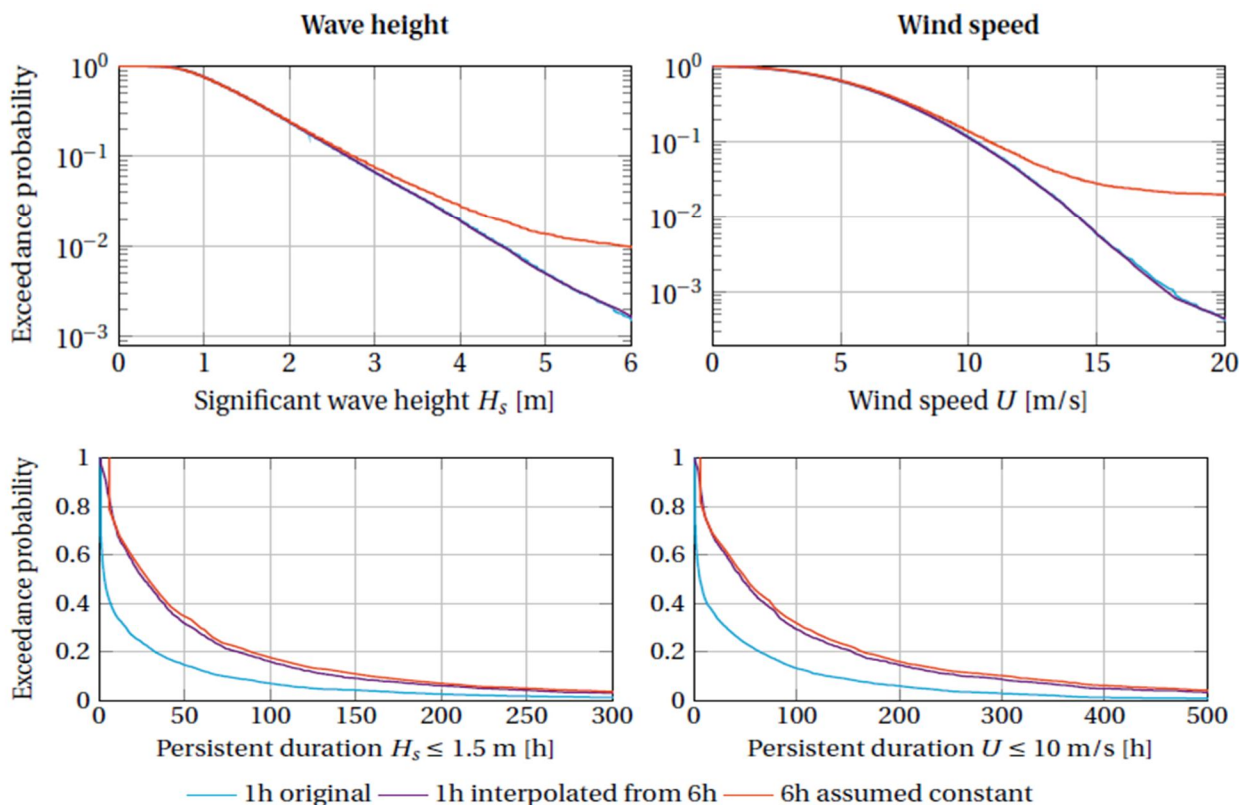 Wave height
Wind speed
Exceedance probability
10^0
10^−1
10^−2
10^−3
0 1 2 3 4 5 6
Significant wave height H_s [m]
10^0
10^−1
10^−2
10^−3
0 5 10 15 20
Wind speed U [m/s]
Exceedance probability
1
0.8
0.6
0.4
0.2
0
0 50 100 150 200 250 300
Persistent duration H_s ≤ 1.5 m [h]
1
0.8
0.6
0.4
0.2
0
0 100 200 300 400 500
Persistent duration U ≤ 10 m/s [h]
1h original 1h interpolated from 6h 6h assumed constant